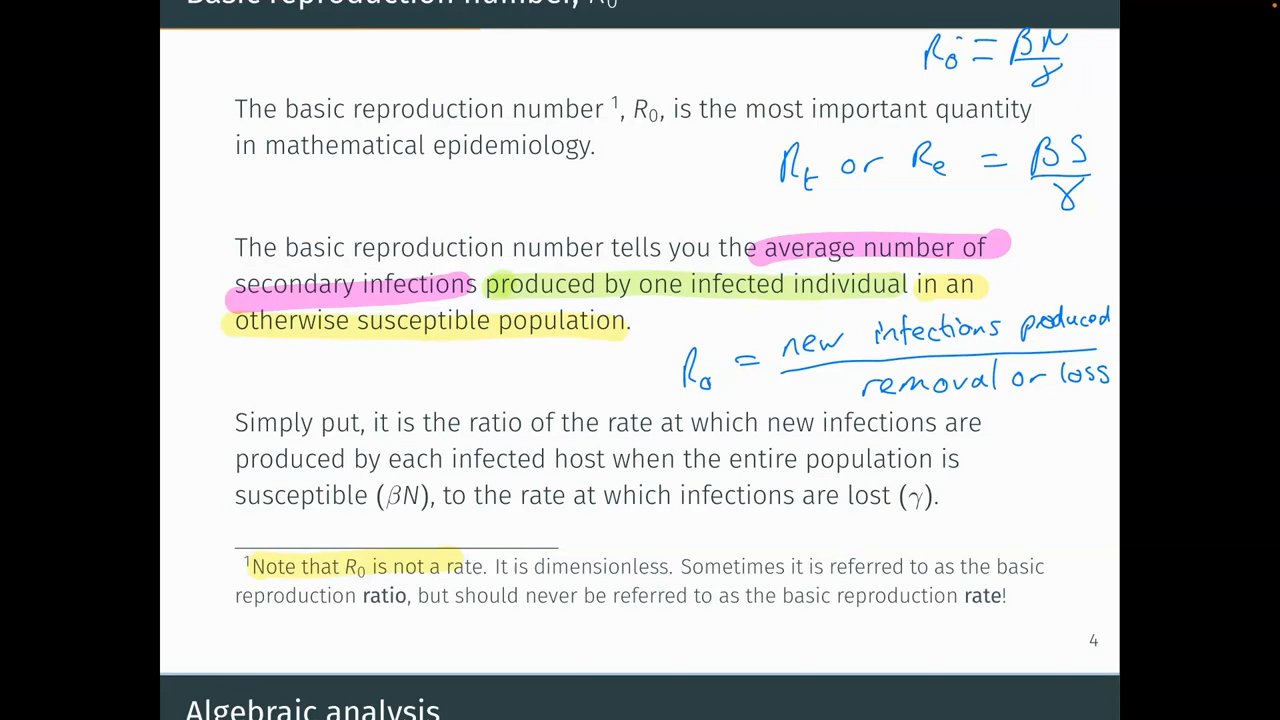 Basic reproduction number, R₀
R₀ = βN/γ
The basic reproduction number ¹, R₀, is the most important quantity
in mathematical epidemiology.
Rₜ or Rₑ = βS/γ
The basic reproduction number tells you the average number of
secondary infections produced by one infected individual in an
otherwise susceptible population.
R₀ = new infections produced
removal or loss
Simply put, it is the ratio of the rate at which new infections are
produced by each infected host when the entire population is
susceptible (βN), to the rate at which infections are lost (γ).
¹Note that R₀ is not a rate. It is dimensionless. Sometimes it is referred to as the basic
reproduction ratio, but should never be referred to as the basic reproduction rate!
4
Algebraic analysis